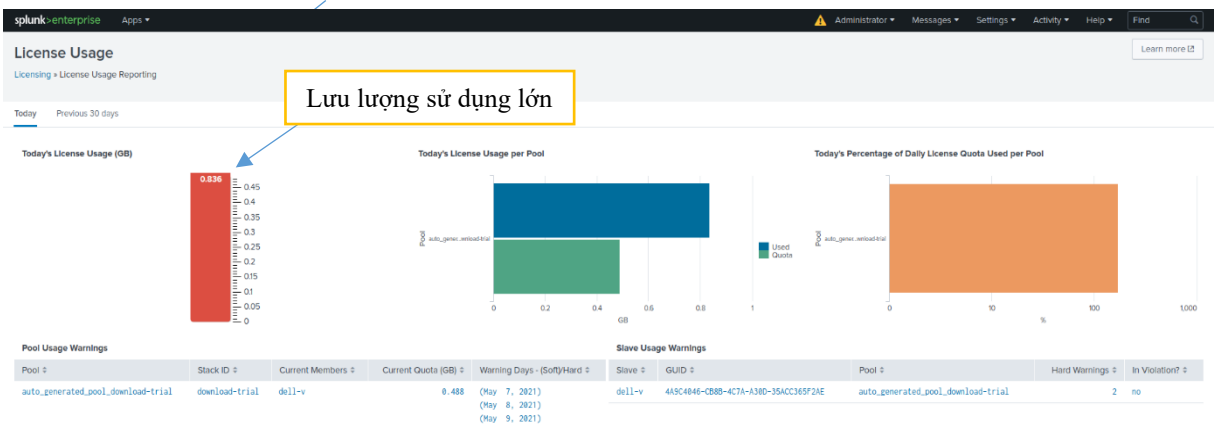 splunk>enterprise Apps ▾ Administrator ▾ Messages ▾ Settings ▾ Activity ▾ Help ▾ Find
License Usage
Learn more
Licensing » License Usage Reporting
Lưu lượng sử dụng lớn
Today Previous 30 days
Today's License Usage (GB)
0.836
0.45
0.4
0.35
0.3
0.25
0.2
0.15
0.1
0.05
0
Today's License Usage per Pool
Pool
auto_gener...wnload-trial
Used
Quota
0 0.2 0.4 0.6 0.8 1
GB
Today's Percentage of Daily License Quota Used per Pool
Pool
auto_gener...wnload-trial
0 10 100 1,000
%
Pool Usage Warnings
Pool Stack ID Current Members Current Quota (GB) Warning Days - (Soft)/Hard
auto_generated_pool_download-trial download-trial dell-v 0.488 (May 7, 2021)
(May 8, 2021)
(May 9, 2021)
Slave Usage Warnings
Slave GUID Pool Hard Warnings In Violation?
dell-v 4A9C4046-CB8B-4C7A-A30D-35ACC365F2AE auto_generated_pool_download-trial 2 no